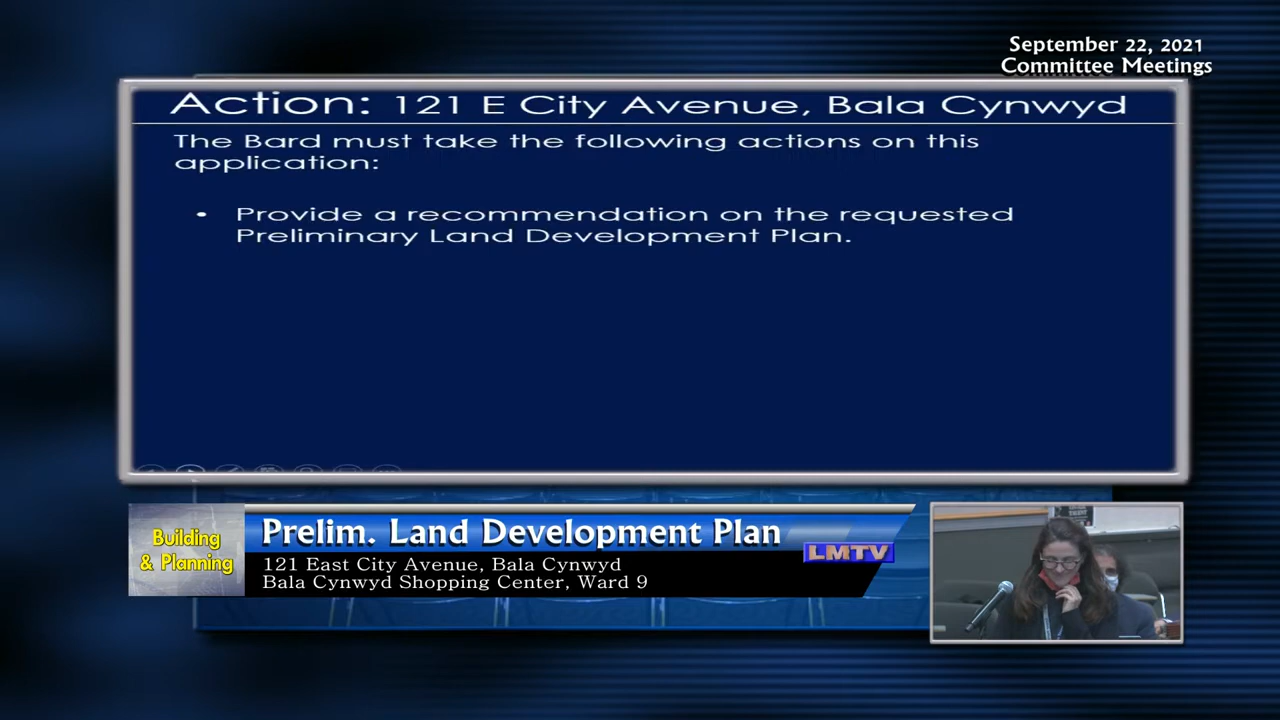 September 22, 2021
Committee Meetings
Action: 121 E City Avenue, Bala Cynwyd
The Bard must take the following actions on this
application:
• Provide a recommendation on the requested
Preliminary Land Development Plan.
Building
& Planning
Prelim. Land Development Plan
121 East City Avenue, Bala Cynwyd
Bala Cynwyd Shopping Center, Ward 9
LMTV